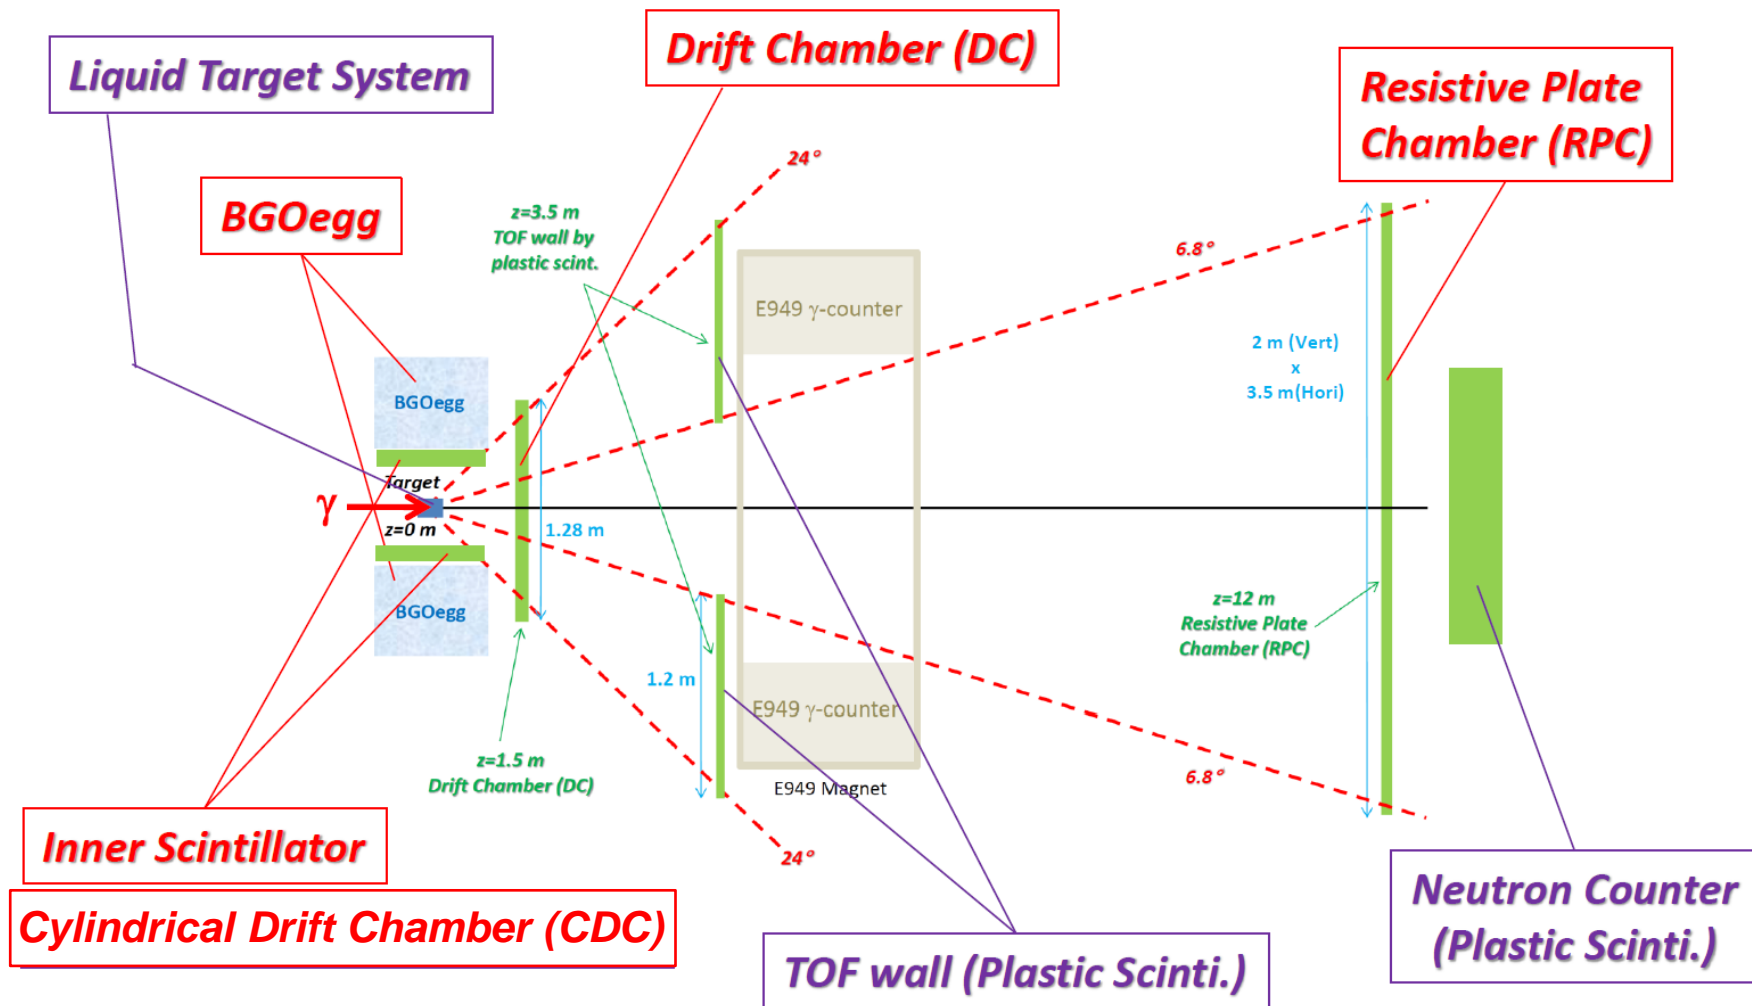 Drift Chamber (DC)
Liquid Target System
Resistive Plate
Chamber (RPC)
24°
BGOegg
z=3.5 m
TOF wall by
plastic scint.
6.8°
E949 γ-counter
2 m (Vert)
x
3.5 m(Hori)
BGOegg
Target
γ
z=0 m
1.28 m
BGOegg
z=12 m
Resistive Plate
Chamber (RPC)
1.2 m
E949 γ-counter
z=1.5 m
Drift Chamber (DC)
E949 Magnet
6.8°
24°
Inner Scintillator
Cylindrical Drift Chamber (CDC)
Neutron Counter
(Plastic Scinti.)
TOF wall (Plastic Scinti.)